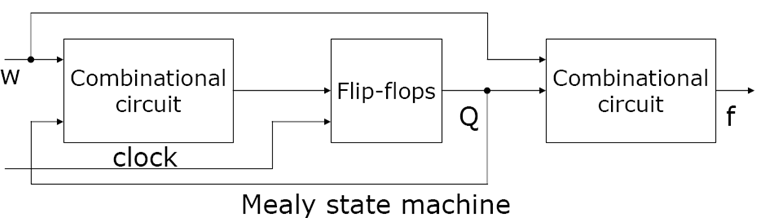 w
Combinational
circuit
Flip-flops
Combinational
circuit
Q
f
clock
Mealy state machine